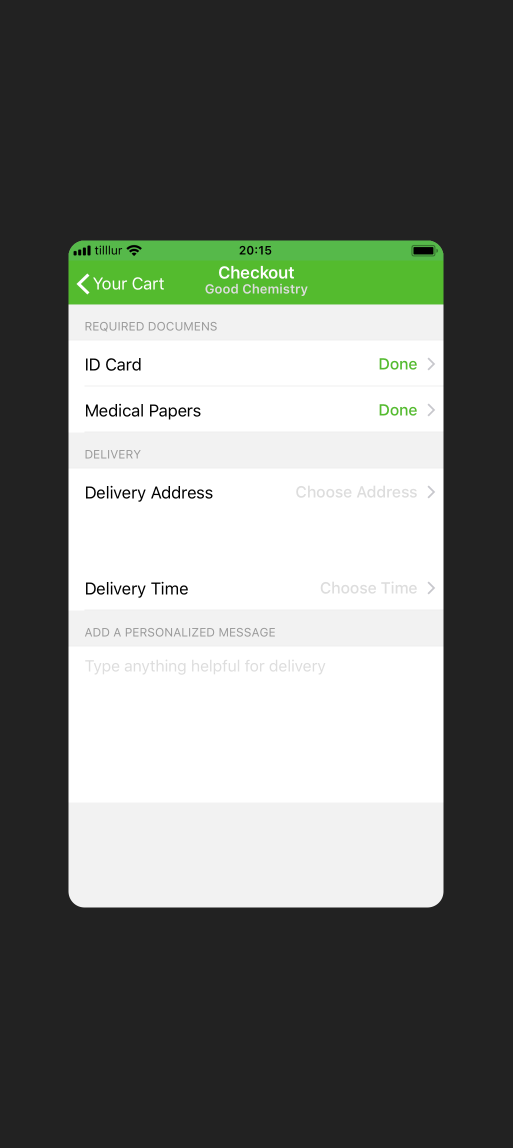 tilllur
20:15
Your Cart
Checkout
Good Chemistry
REQUIRED DOCUMENS
ID Card
Done
Medical Papers
Done
DELIVERY
Delivery Address
Choose Address
Delivery Time
Choose Time
ADD A PERSONALIZED MESSAGE
Type anything helpful for delivery